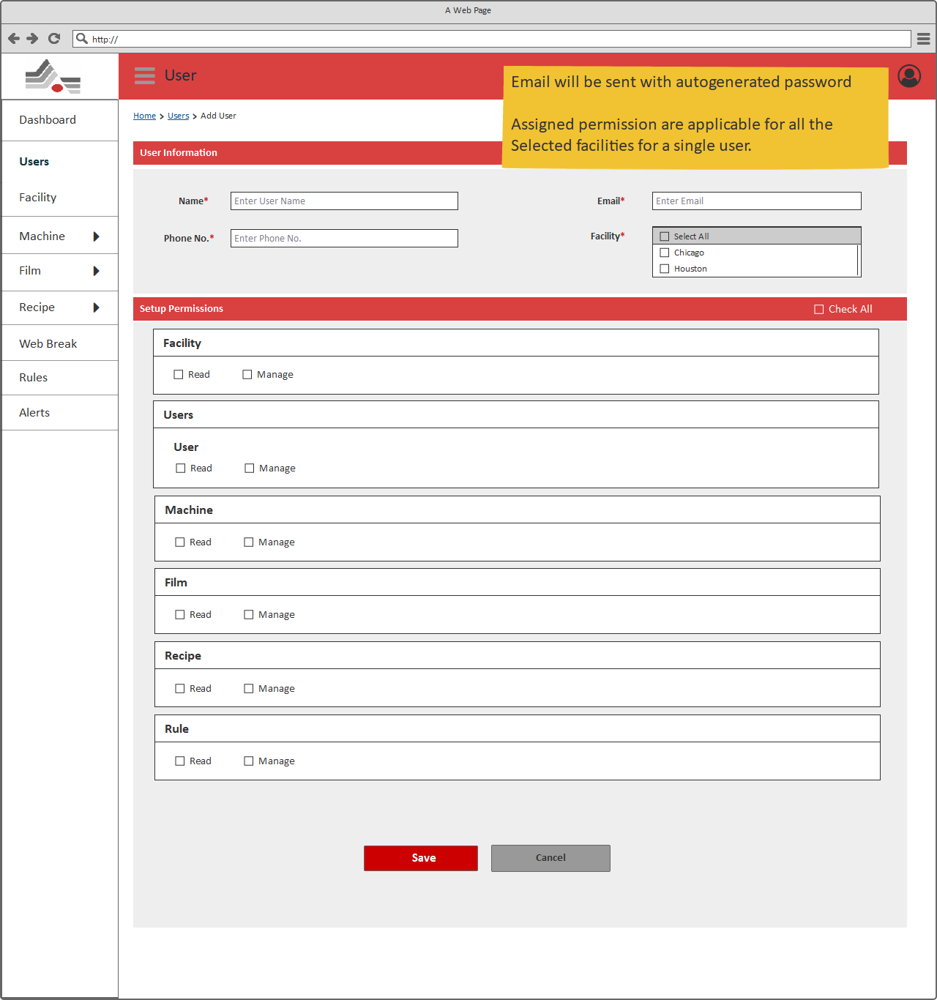 A Web Page
http://
User
Email will be sent with autogenerated password
Assigned permission are applicable for all the
Selected facilities for a single user.
Dashboard
Users
Facility
Machine
Film
Recipe
Web Break
Rules
Alerts
Home > Users > Add User
User Information
Name* Enter User Name
Email* Enter Email
Phone No.* Enter Phone No.
Facility* Select All
Chicago
Houston
Setup Permissions Check All
Facility
Read Manage
Users
User
Read Manage
Machine
Read Manage
Film
Read Manage
Recipe
Read Manage
Rule
Read Manage
Save Cancel